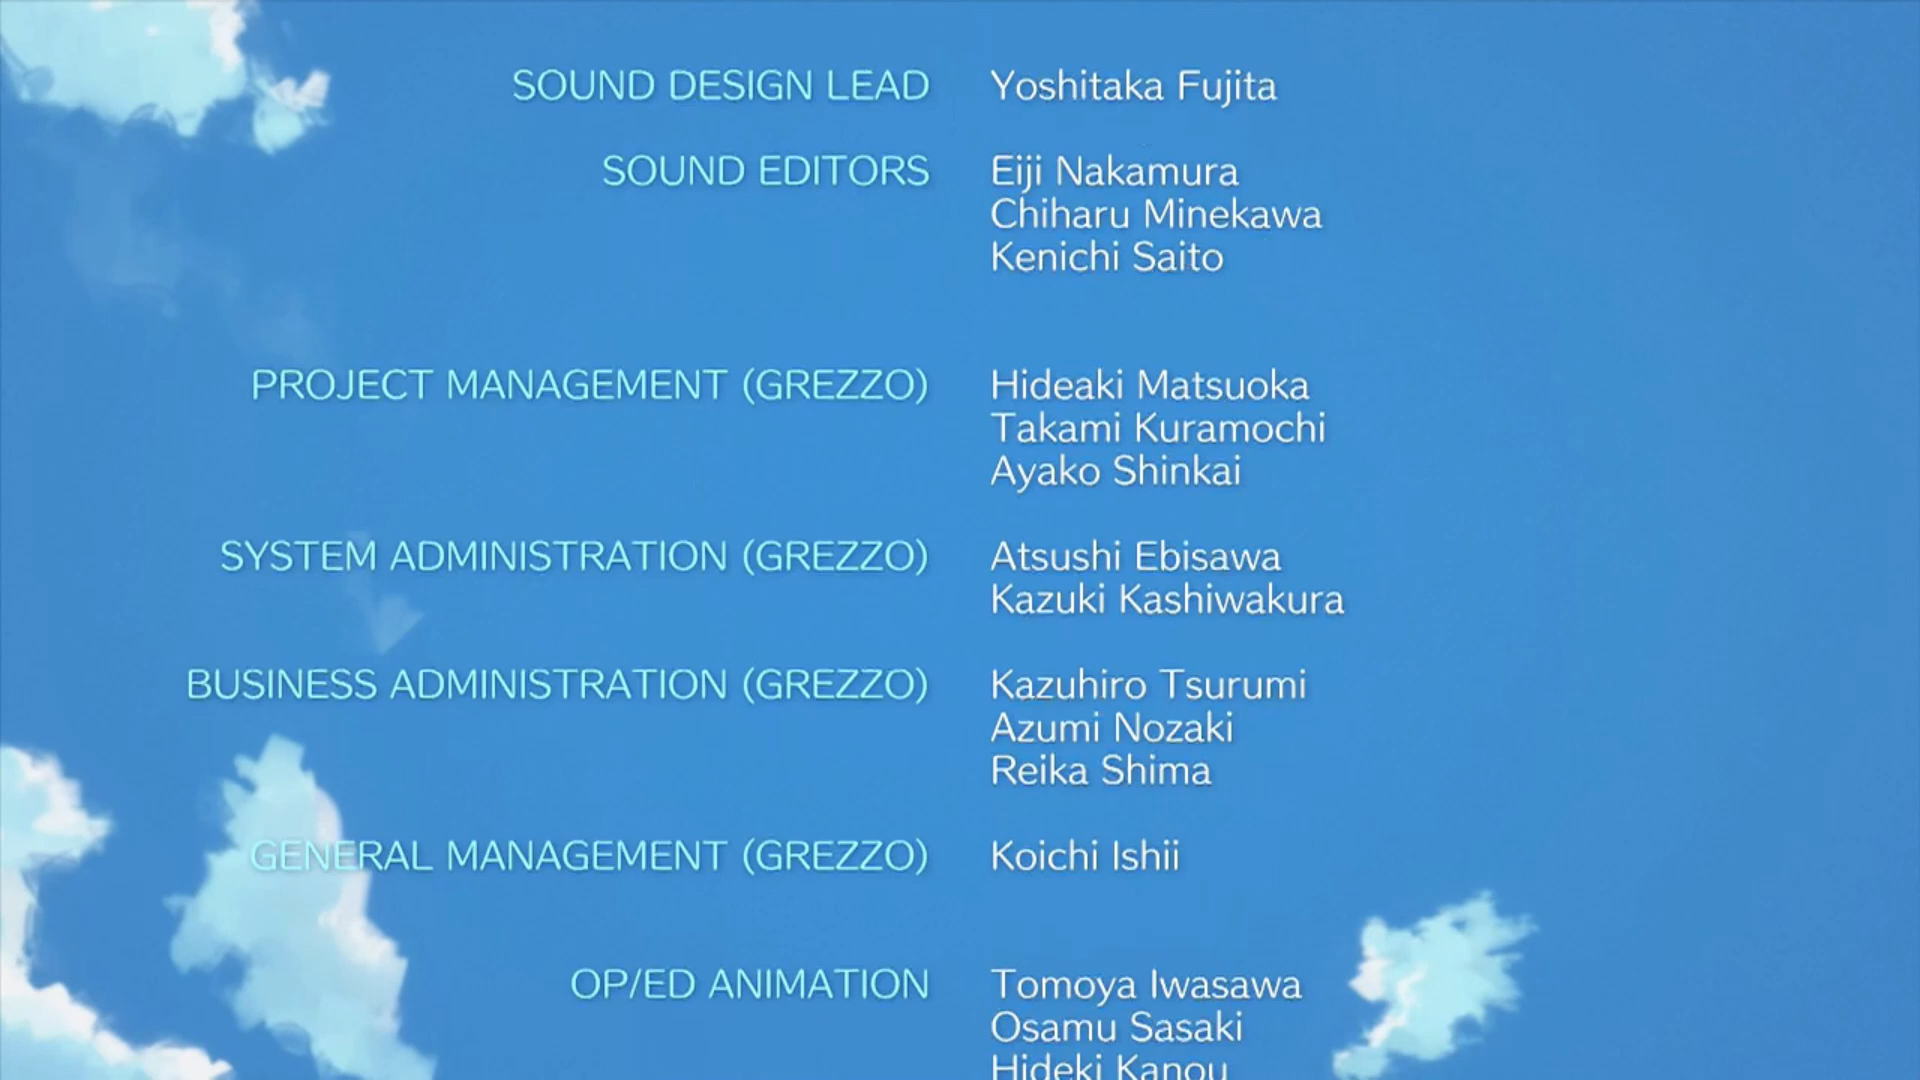 SOUND DESIGN LEAD Yoshitaka Fujita
SOUND EDITORS Eiji Nakamura
Chiharu Minekawa
Kenichi Saito
PROJECT MANAGEMENT (GREZZO) Hideaki Matsuoka
Takami Kuramochi
Ayako Shinkai
SYSTEM ADMINISTRATION (GREZZO) Atsushi Ebisawa
Kazuki Kashiwakura
BUSINESS ADMINISTRATION (GREZZO) Kazuhiro Tsurumi
Azumi Nozaki
Reika Shima
GENERAL MANAGEMENT (GREZZO) Koichi Ishii
OP/ED ANIMATION Tomoya Iwasawa
Osamu Sasaki
Hideki Kanou